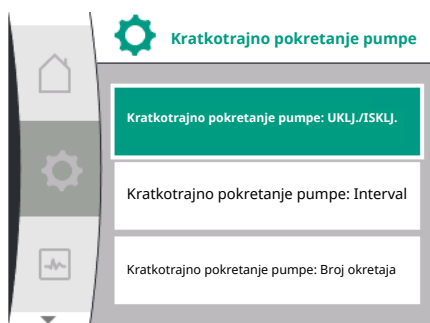 Kratkotrajno pokretanje pumpe
Kratkotrajno pokretanje pumpe: UKLJ./ISKLJ.
Kratkotrajno pokretanje pumpe: Interval
Kratkotrajno pokretanje pumpe: Broj okretaja